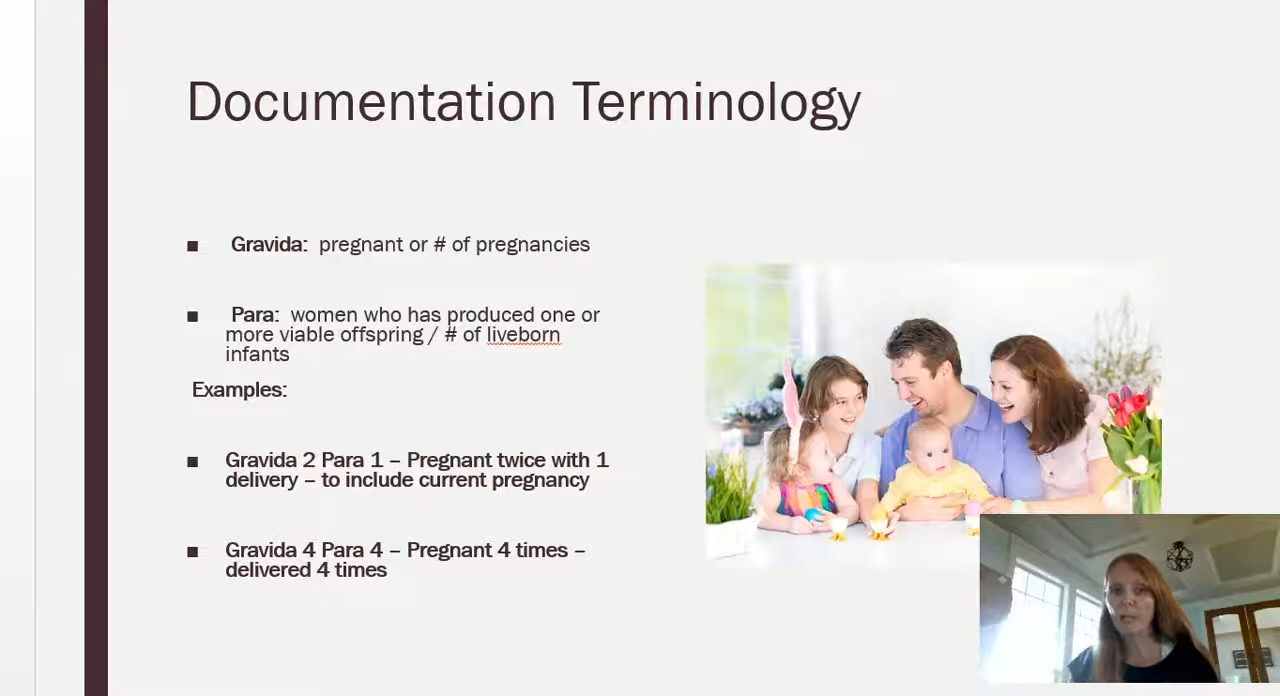 Documentation Terminology
■ Gravida: pregnant or # of pregnancies
■ Para: women who has produced one or
more viable offspring / # of liveborn
infants
Examples:
■ Gravida 2 Para 1 – Pregnant twice with 1
delivery – to include current pregnancy
■ Gravida 4 Para 4 – Pregnant 4 times –
delivered 4 times